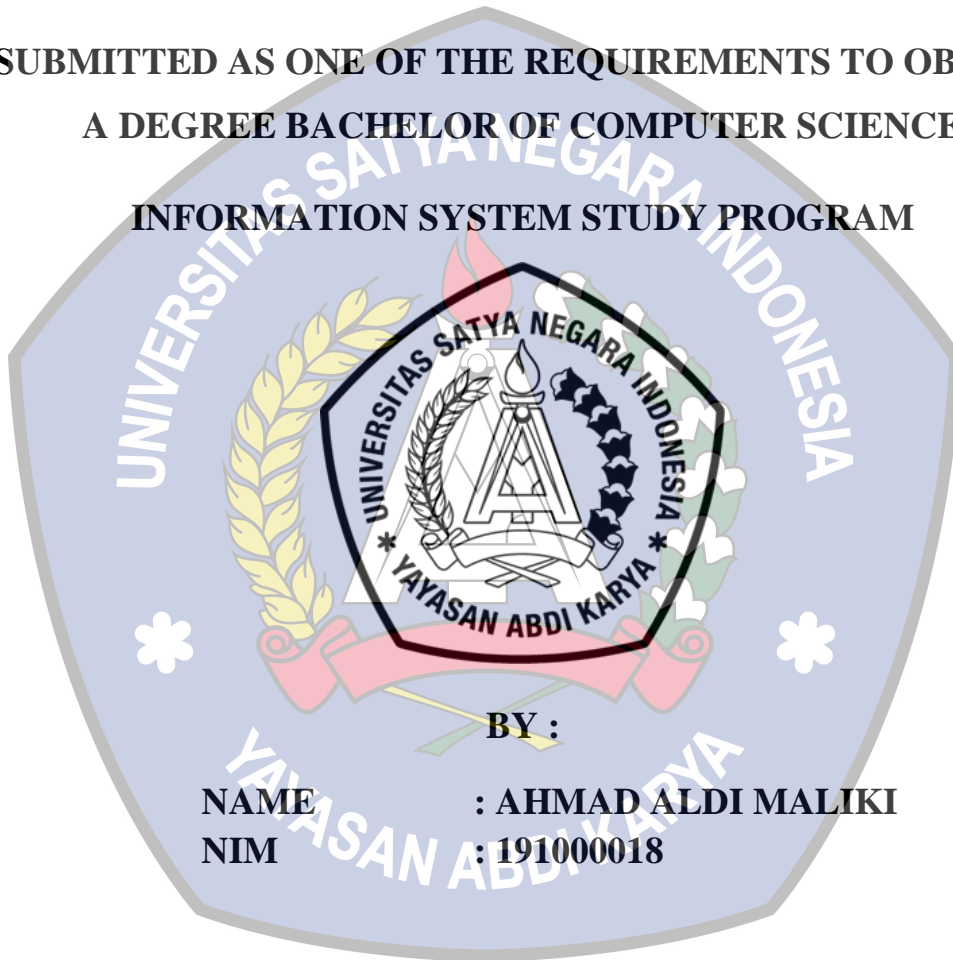 SUBMITTED AS ONE OF THE REQUIREMENTS TO OB
A DEGREE BACHELOR OF COMPUTER SCIENCE
INFORMATION SYSTEM STUDY PROGRAM
UNIVERSITAS SATYA NEGARA INDONESIA
YAYASAN ABDI KARYA
UNIVERSITAS SATYA NEGARA INDONESIA
* YAYASAN ABDI KARYA *
BY :
NAME : AHMAD ALDI MALIKI
NIM : 191000018